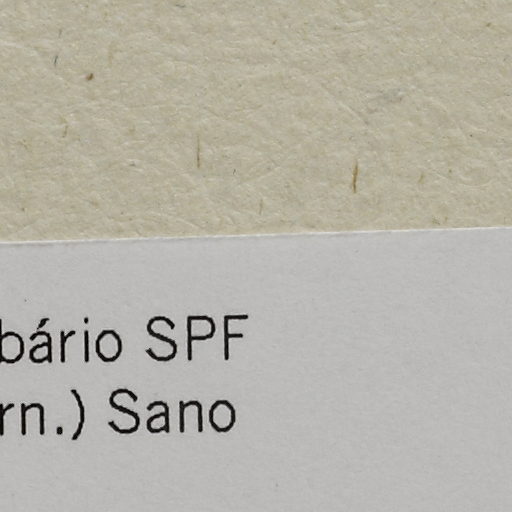 bário SPF
rn.) Sano